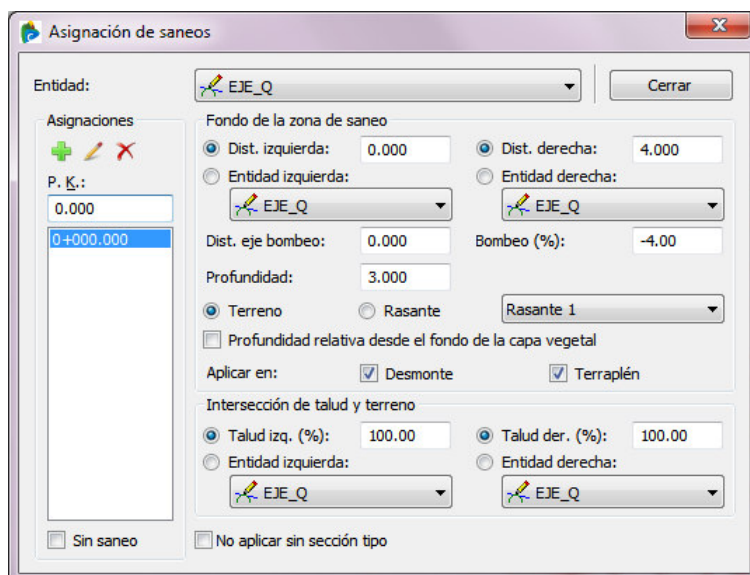 Asignación de saneos
Entidad: EJE_Q Cerrar
Asignaciones
P. K.:
0.000
0+000.000
Sin saneo
Fondo de la zona de saneo
Dist. izquierda: 0.000 Dist. derecha: 4.000
Entidad izquierda: Entidad derecha:
EJE_Q EJE_Q
Dist. eje bombeo: 0.000 Bombeo (%): -4.00
Profundidad: 3.000
Terreno Rasante Rasante 1
Profundidad relativa desde el fondo de la capa vegetal
Aplicar en: Desmonte Terraplén
Intersección de talud y terreno
Talud izq. (%): 100.00 Talud der. (%): 100.00
Entidad izquierda: Entidad derecha:
EJE_Q EJE_Q
No aplicar sin sección tipo